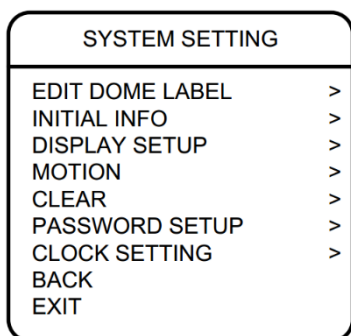 SYSTEM SETTING
EDIT DOME LABEL >
INITIAL INFO >
DISPLAY SETUP >
MOTION >
CLEAR >
PASSWORD SETUP >
CLOCK SETTING >
BACK
EXIT